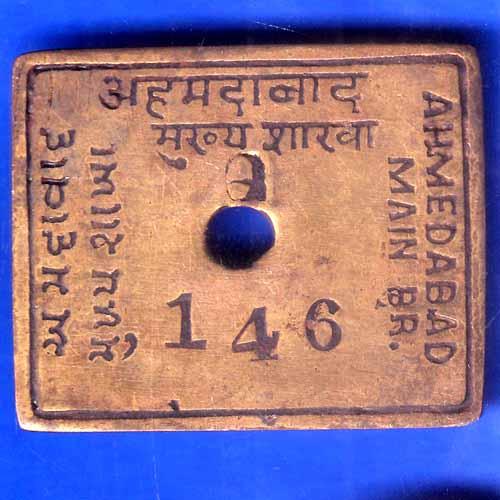 अहमदाबाद
मुख्य शाखा
અમદાવાદ
મુખ્ય શાખા
AHMEDABAD
MAIN BR.
146